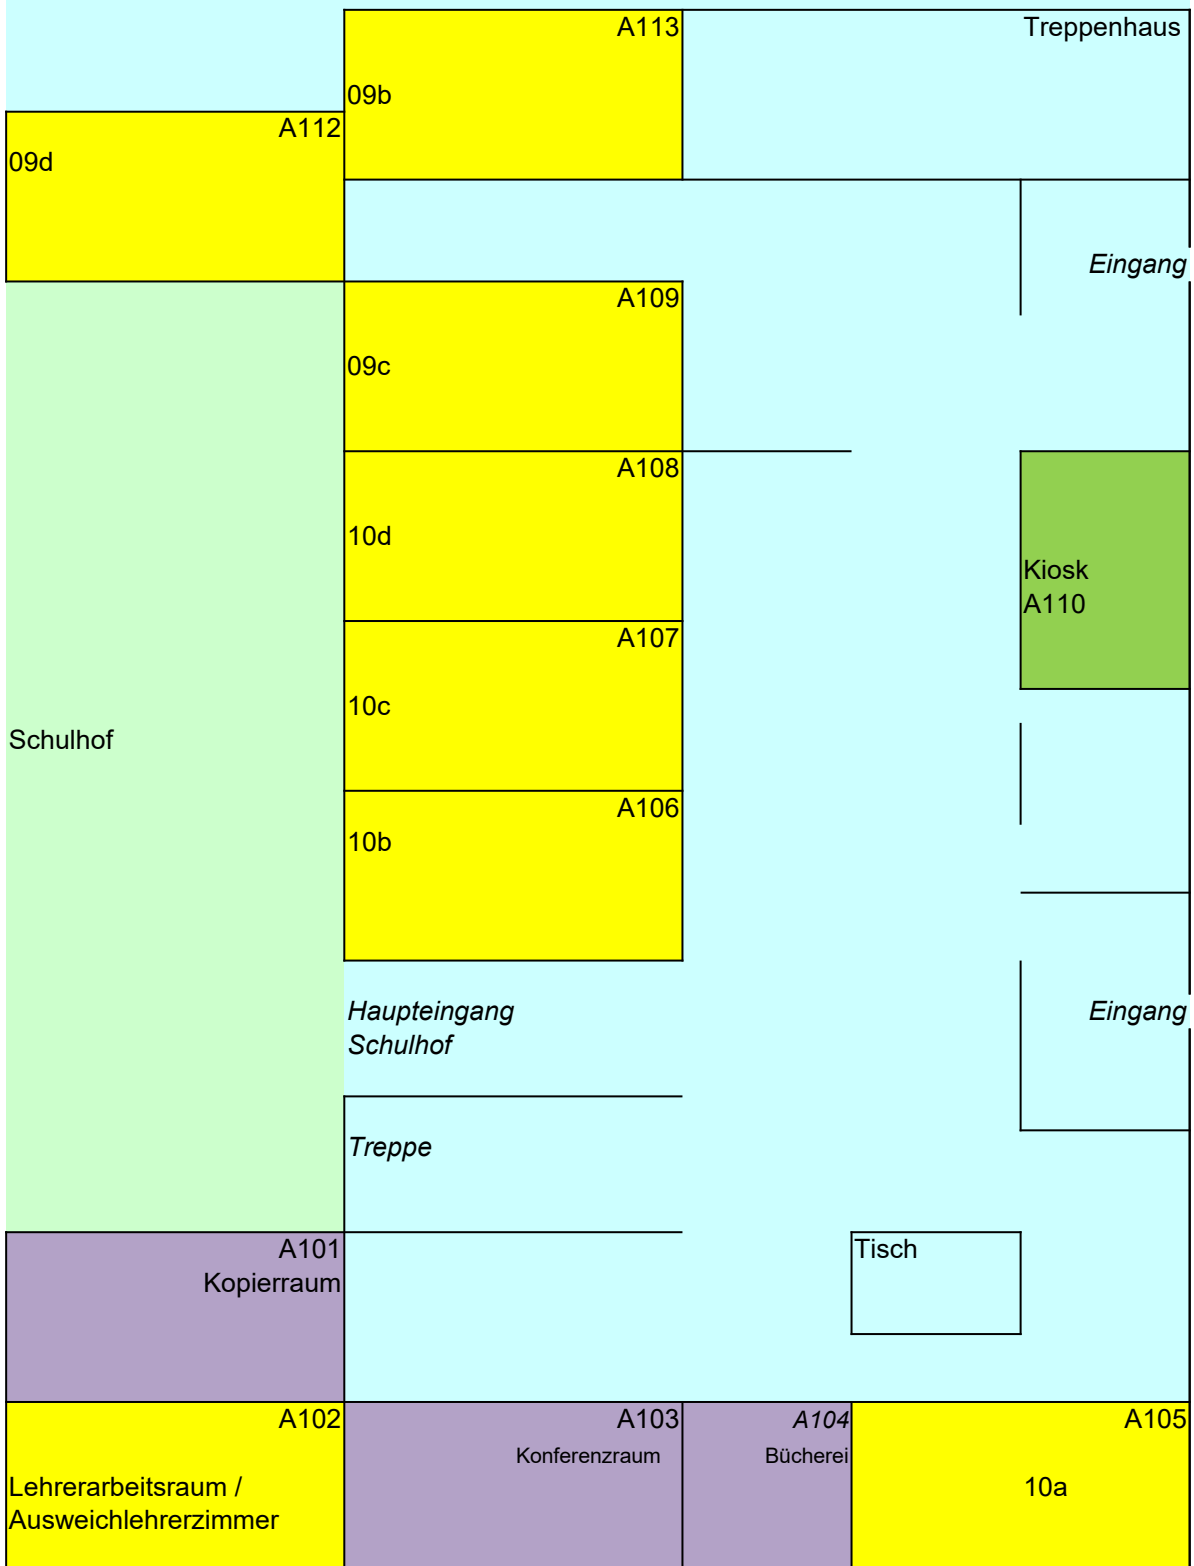 A113
Treppenhaus
09b
A112
09d
Eingang
A109
09c
A108
10d
Kiosk
A110
A107
10c
Schulhof
A106
10b
Haupteingang
Schulhof
Eingang
Treppe
A101
Kopierraum
Tisch
A102
Lehrerarbeitsraum /
Ausweichlehrerzimmer
A103
Konferenzraum
A104
Bücherei
A105
10a